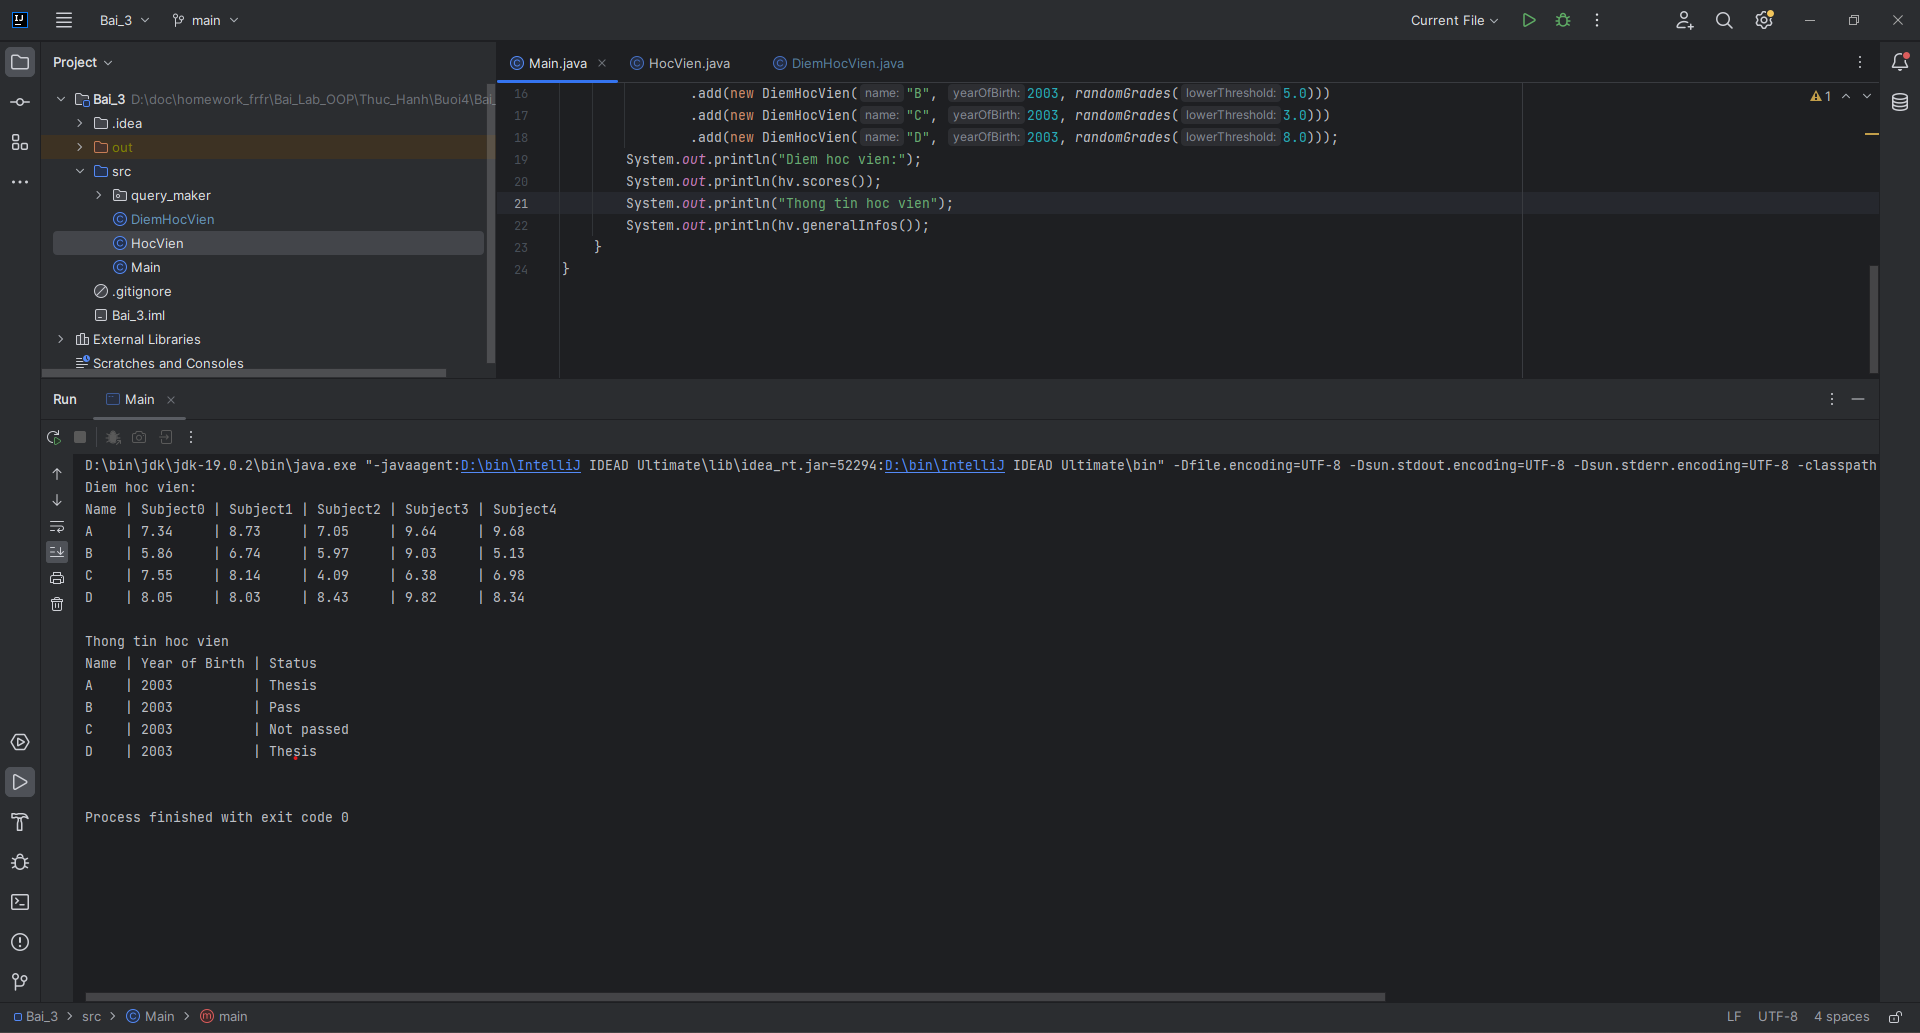 Bai_3
main
Current File
Project
Bai_3 D:\doc\homework_frfr\Bai_Lab_OOP\Thuc_Hanh\Buoi4\Bai_
.idea
out
src
query_maker
DiemHocVien
HocVien
Main
.gitignore
Bai_3.iml
External Libraries
Scratches and Consoles
Main.java
HocVien.java
DiemHocVien.java
16 .add(new DiemHocVien( name: "B", yearOfBirth: 2003, randomGrades( lowerThreshold: 5.0)))
17 .add(new DiemHocVien( name: "C", yearOfBirth: 2003, randomGrades( lowerThreshold: 3.0)))
18 .add(new DiemHocVien( name: "D", yearOfBirth: 2003, randomGrades( lowerThreshold: 8.0)));
19 System.out.println("Diem hoc vien:");
20 System.out.println(hv.scores());
21 System.out.println("Thong tin hoc vien");
22 System.out.println(hv.generalInfos());
23 }
24 }
1
Run
Main
D:\bin\jdk\jdk-19.0.2\bin\java.exe "-javaagent:D:\bin\IntelliJ IDEAD Ultimate\lib\idea_rt.jar=52294:D:\bin\IntelliJ IDEAD Ultimate\bin" -Dfile.encoding=UTF-8 -Dsun.stdout.encoding=UTF-8 -Dsun.stderr.encoding=UTF-8 -classpath
Diem hoc vien:
Name | Subject0 | Subject1 | Subject2 | Subject3 | Subject4
A    | 7.34     | 8.73     | 7.05     | 9.64     | 9.68
B    | 5.86     | 6.74     | 5.97     | 9.03     | 5.13
C    | 7.55     | 8.14     | 4.09     | 6.38     | 6.98
D    | 8.05     | 8.03     | 8.43     | 9.82     | 8.34
Thong tin hoc vien
Name | Year of Birth | Status
A    | 2003          | Thesis
B    | 2003          | Pass
C    | 2003          | Not passed
D    | 2003          | Thesis
Process finished with exit code 0
Bai_3 > src > Main > main
LF UTF-8 4 spaces